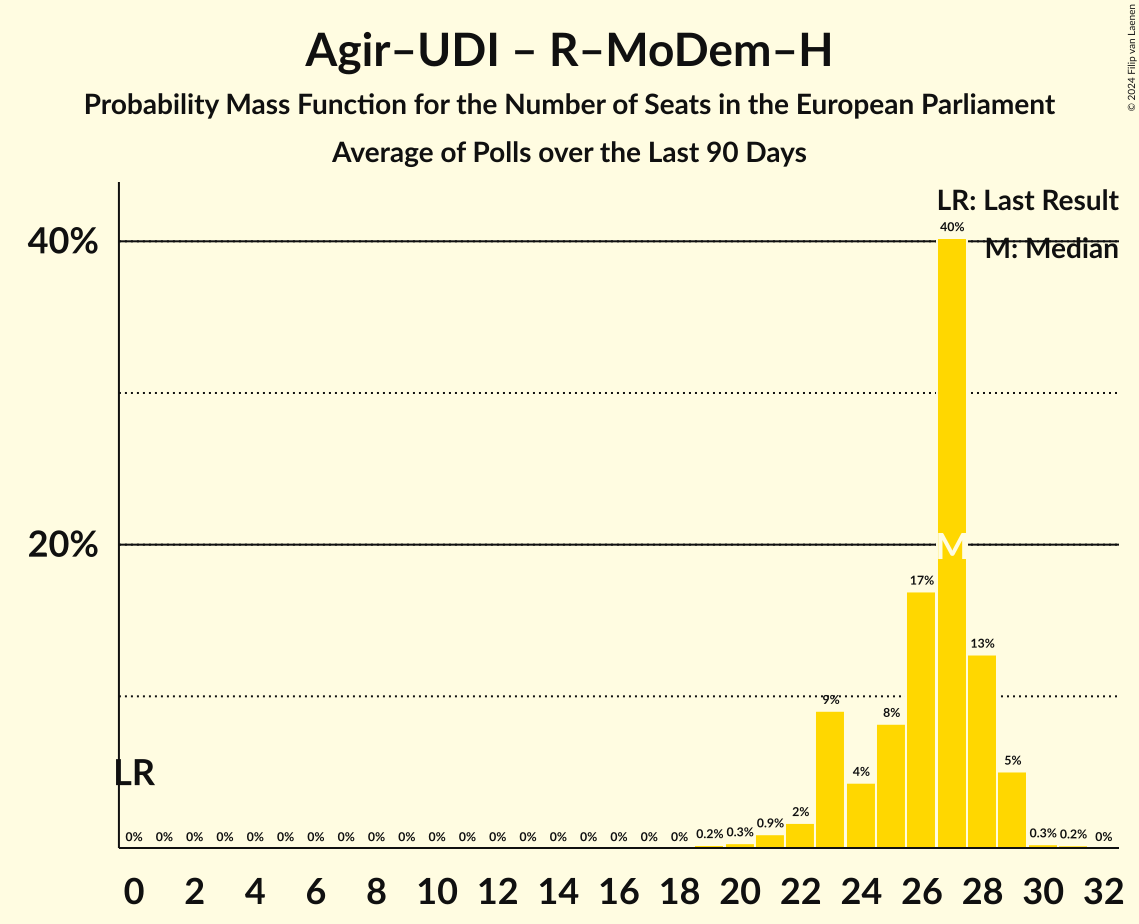 Agir–UDI – R–MoDem–H
Probability Mass Function for the Number of Seats in the European Parliament
Average of Polls over the Last 90 Days
© 2024 Filip van Laenen
LR: Last Result
M: Median
40%
20%
40%
M
17%
13%
9%
8%
4%
5%
LR
0% 0% 0% 0% 0% 0% 0% 0% 0% 0% 0% 0% 0% 0% 0% 0% 0% 0% 0% 0.2% 0.3% 0.9% 2% 0.3% 0.2% 0%
0 2 4 6 8 10 12 14 16 18 20 22 24 26 28 30 32